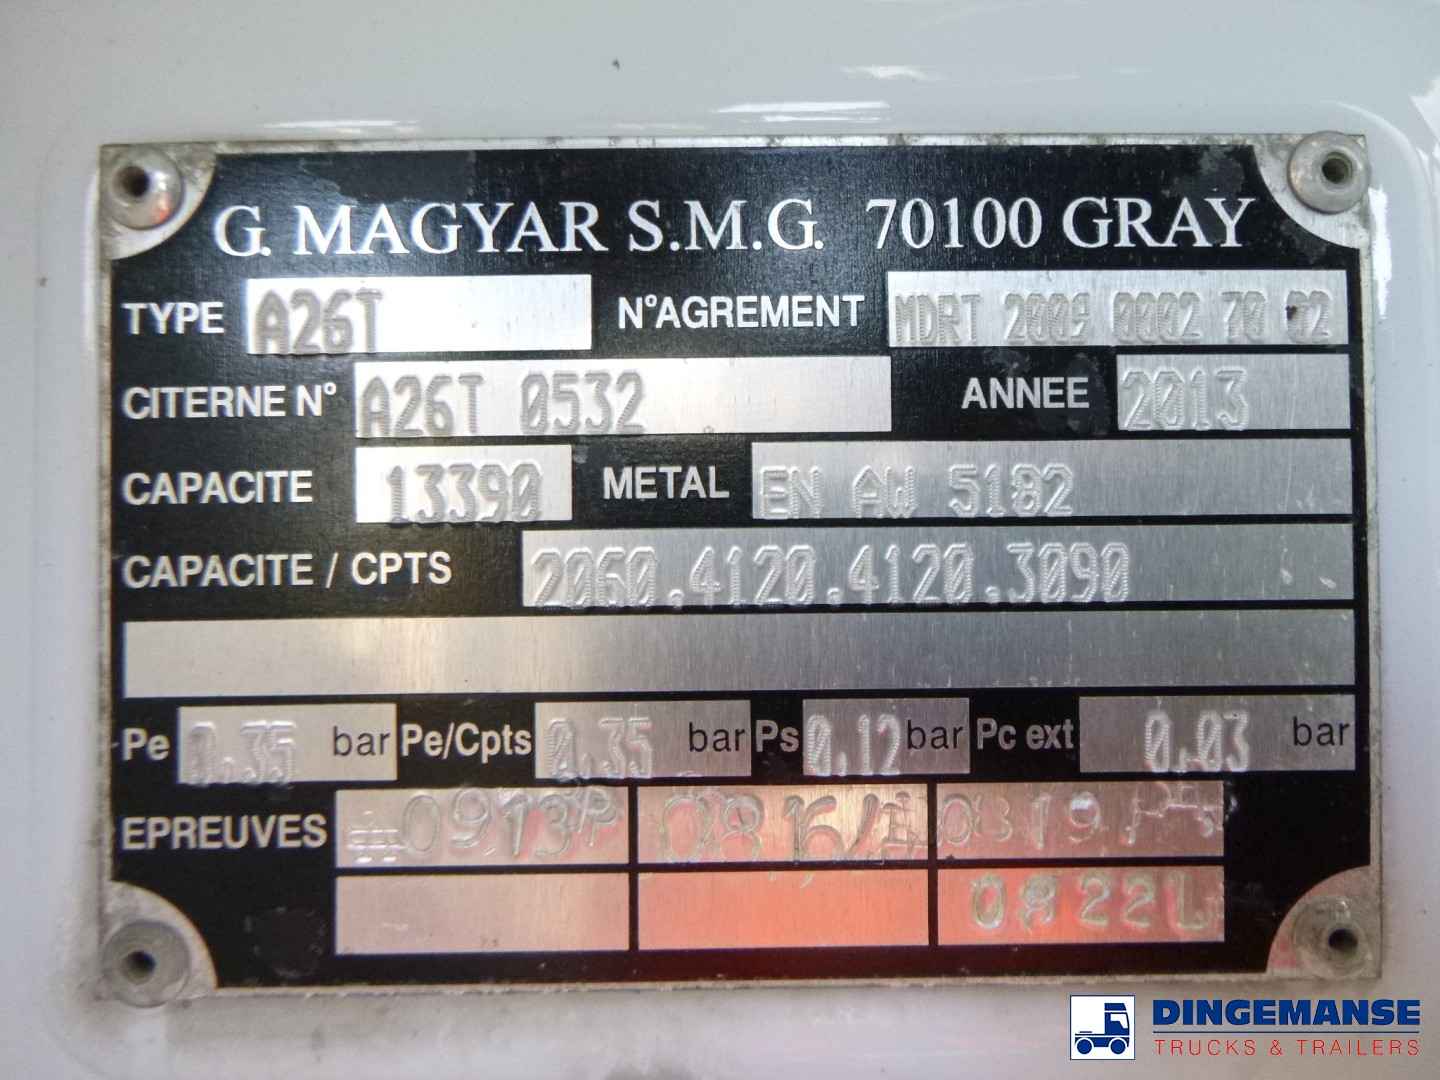 G. MAGYAR S.M.G. 70100 GRAY
TYPE A26T N°AGREMENT MDRT 2009 0002 70 02
CITERNE N° A26T 0532 ANNEE 2013
CAPACITE 13390 METAL EN AW 5182
CAPACITE / CPTS 2060.4120.4120.3090
Pe 0.35 bar Pe/Cpts 0.35 bar Ps 0.12 bar Pc ext 0.03 bar
EPREUVES 0913P 0816 0319
0922L
DINGEMANSE
TRUCKS & TRAILERS